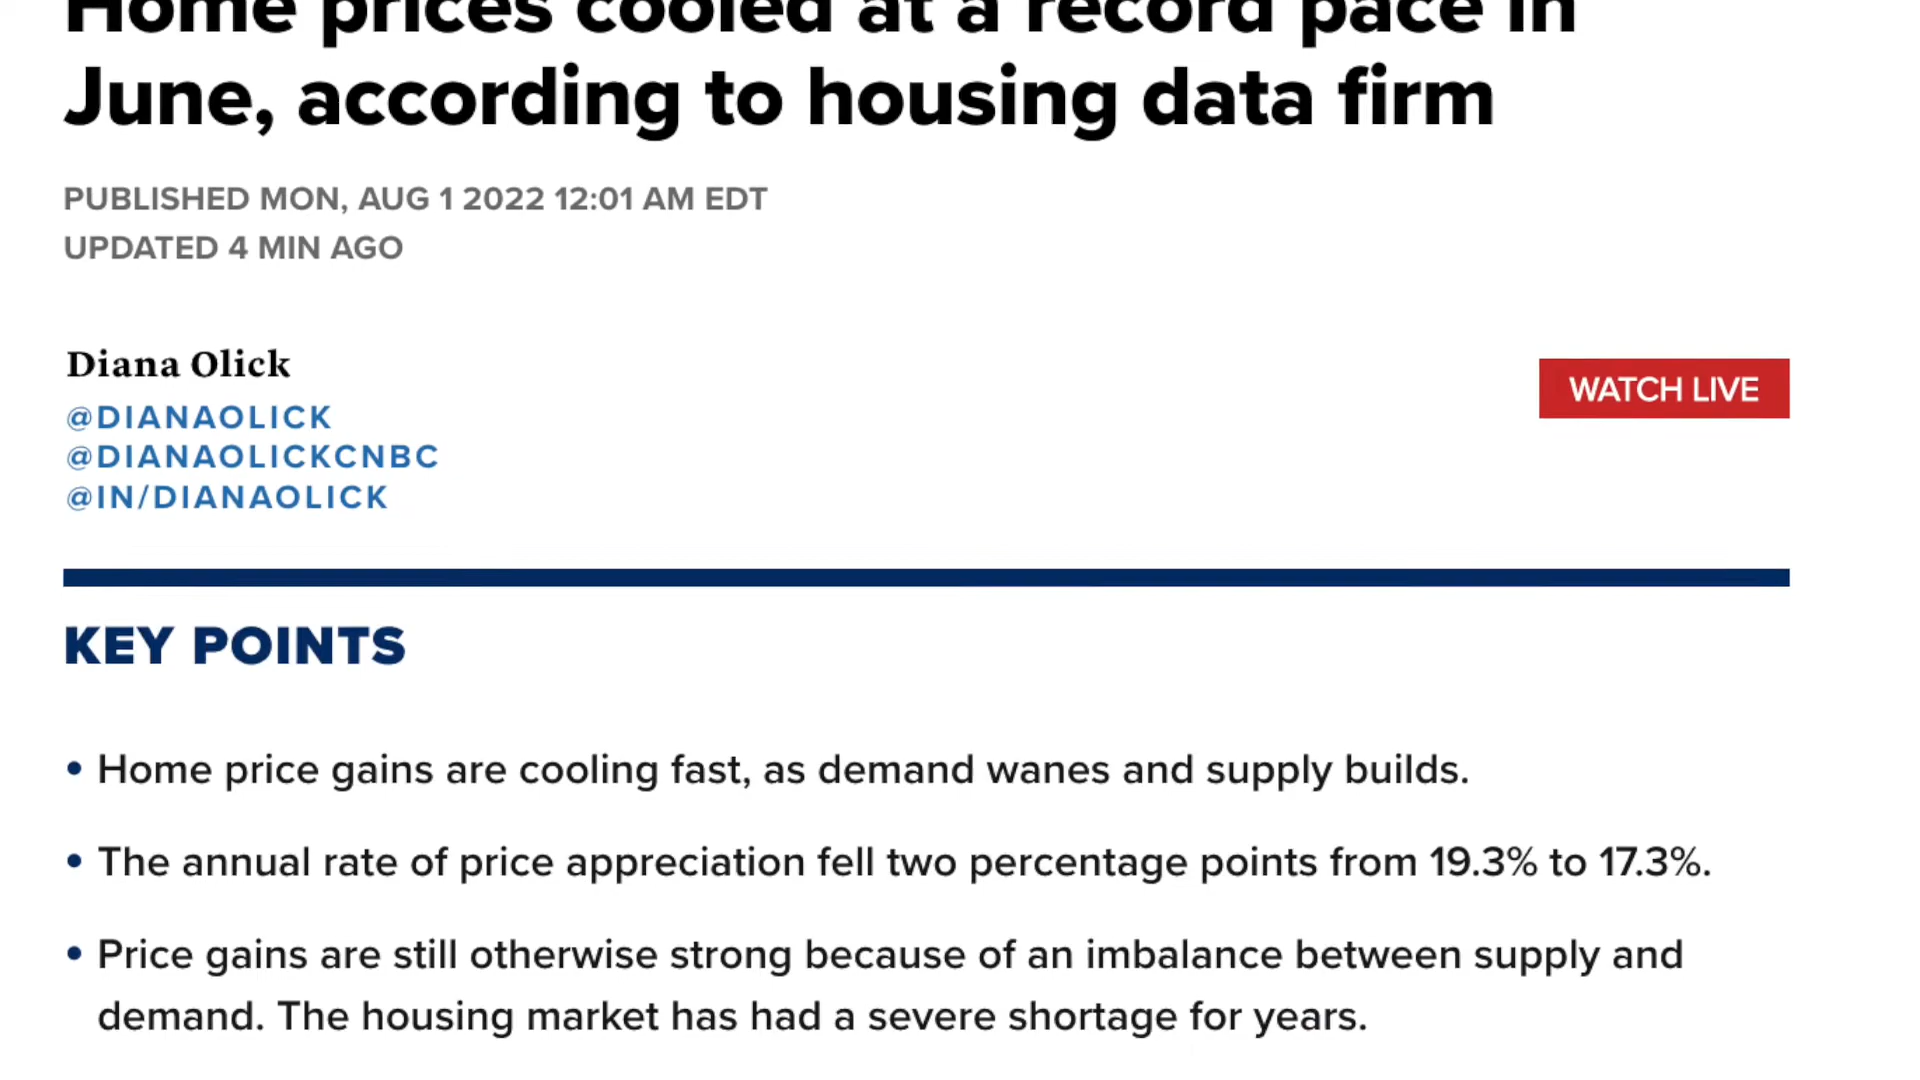 Home prices cooled at a record pace in
June, according to housing data firm
PUBLISHED MON, AUG 1 2022 12:01 AM EDT
UPDATED 4 MIN AGO
Diana Olick
@DIANAOLICK
@DIANAOLICKCNBC
@IN/DIANAOLICK
WATCH LIVE
KEY POINTS
• Home price gains are cooling fast, as demand wanes and supply builds.
• The annual rate of price appreciation fell two percentage points from 19.3% to 17.3%.
• Price gains are still otherwise strong because of an imbalance between supply and
demand. The housing market has had a severe shortage for years.